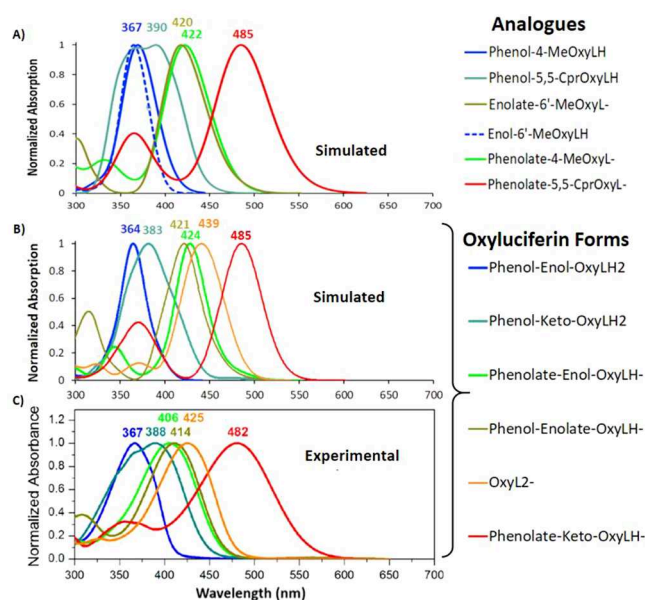 A)
367 390 420
422
485
Normalized Absorption
1
0.8
0.6
0.4
0.2
0
Simulated
300 350 400 450 500 550 600 650 700
Analogues
Phenol-4-MeOxyLH
Phenol-5,5-CprOxyLH
Enolate-6'-MeOxyL-
Enol-6'-MeOxyLH
Phenolate-4-MeOxyL-
Phenolate-5,5-CprOxyL-
B)
364 383 421 439
424
485
Normalized Absorption
1
0.8
0.6
0.4
0.2
0
Simulated
300 350 400 450 500 550 600 650 700
C)
406 425
367 388 414 482
Normalized Absorbance
1.2
1.0
0.8
0.6
0.4
0.2
0.0
Experimental
300 350 400 450 500 550 600 650 700
Wavelength (nm)
Oxyluciferin Forms
Phenol-Enol-OxyLH2
Phenol-Keto-OxyLH2
Phenolate-Enol-OxyLH-
Phenol-Enolate-OxyLH-
OxyL2-
Phenolate-Keto-OxyLH-